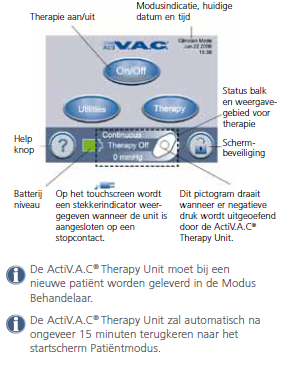 Modusindicatie, huidige
datum en tijd
Therapie aan/uit
ACTIV.A.C
Clinician Mode
Jun 22 2006
10:38
On/Off
Utilities
Therapy
Status balk
en weergave-
gebied voor
therapie
Help
knop
Continuous
Therapy Off
0 mmHg
?
Scherm-
beveiliging
Batterij
niveau
Op het touchscreen wordt
een stekkerindicator weer-
gegeven wanneer de unit is
aangesloten op een
stopcontact.
Dit pictogram draait
wanneer er negatieve
druk wordt uitgeoefend
door de ActiV.A.C®
Therapy Unit.
De ActiV.A.C® Therapy Unit moet bij een
nieuwe patiënt worden geleverd in de Modus
Behandelaar.
De ActiV.A.C® Therapy Unit zal automatisch na
ongeveer 15 minuten terugkeren naar het
startscherm Patiëntmodus.